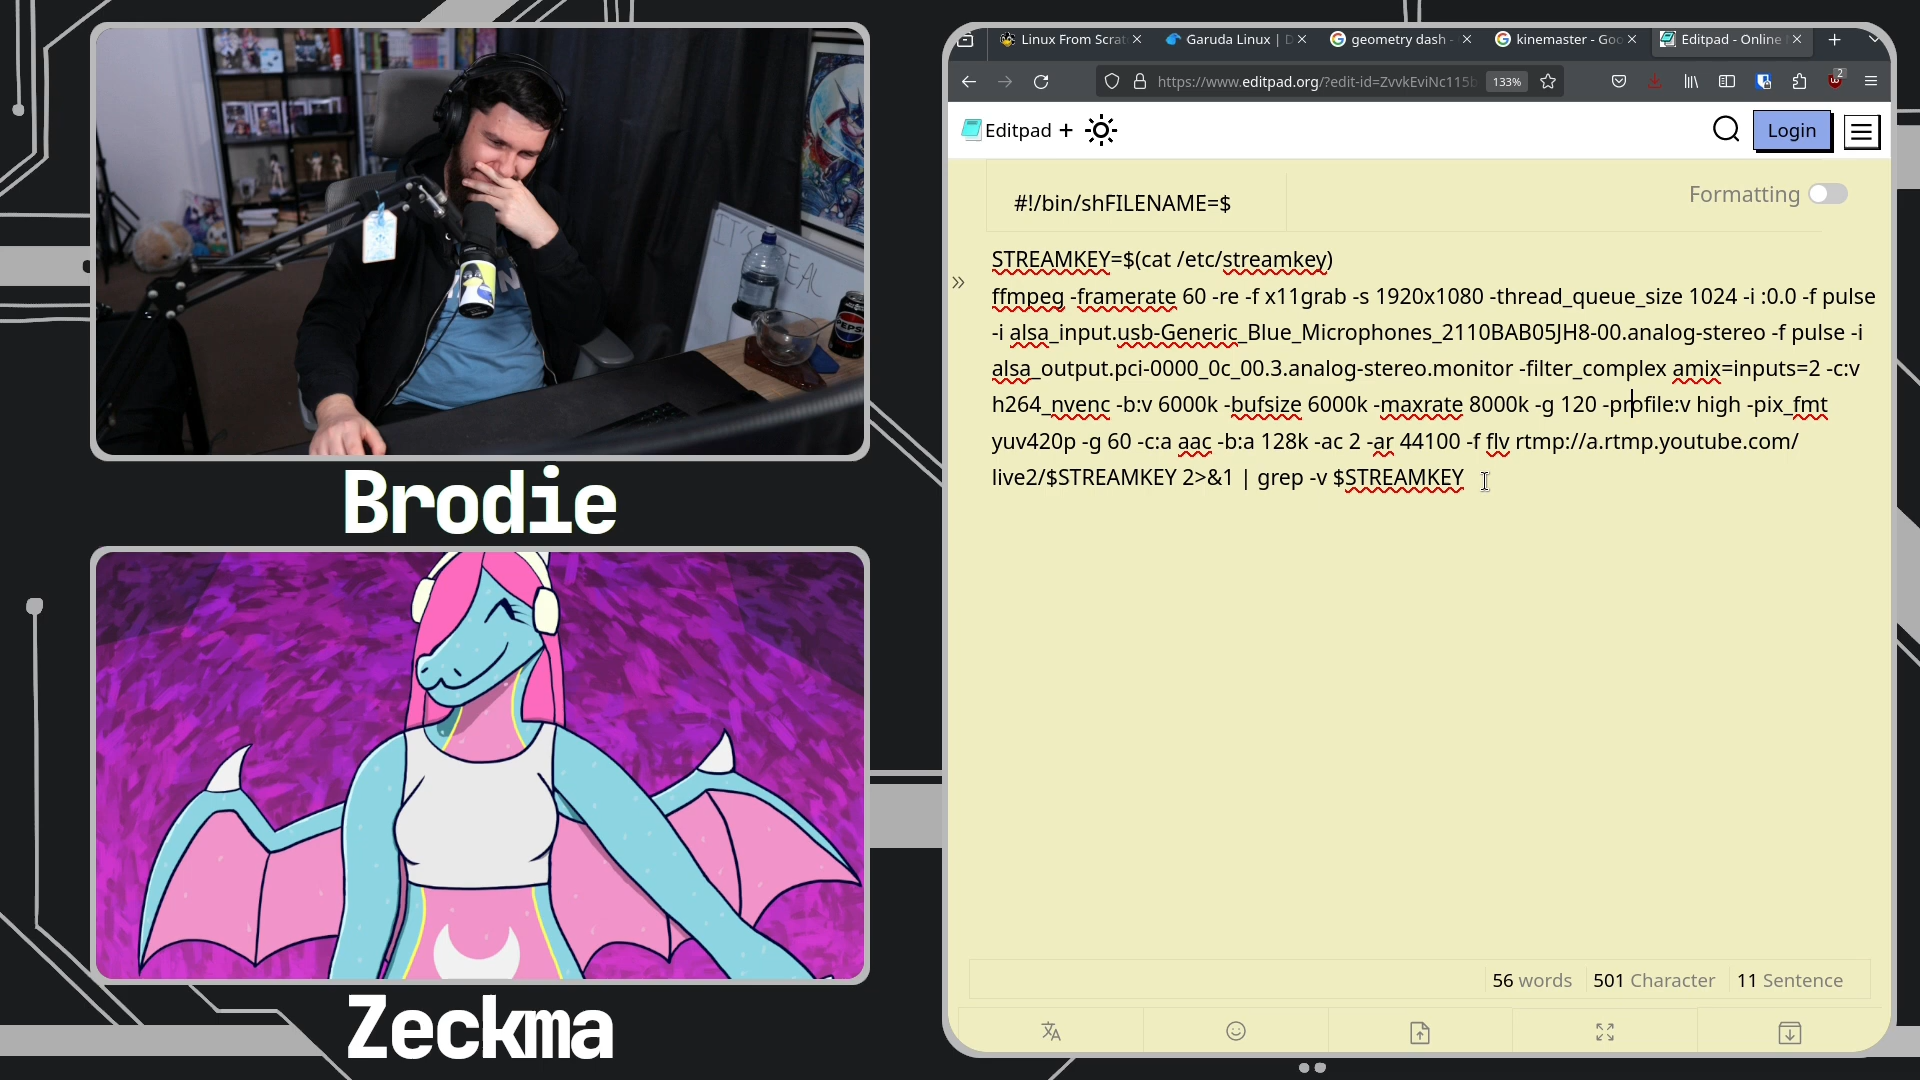 Linux From Scrat
Garuda Linux | D
geometry dash -
kinemaster - Goo
Editpad - Online
https://www.editpad.org/?edit-id=ZvvkEviNc115b
133%
2
Editpad +
Login
#!/bin/shFILENAME=$
Formatting
STREAMKEY=$(cat /etc/streamkey)
ffmpeg -framerate 60 -re -f x11grab -s 1920x1080 -thread_queue_size 1024 -i :0.0 -f pulse
-i alsa_input.usb-Generic_Blue_Microphones_2110BAB05JH8-00.analog-stereo -f pulse -i
alsa_output.pci-0000_0c_00.3.analog-stereo.monitor -filter_complex amix=inputs=2 -c:v
h264_nvenc -b:v 6000k -bufsize 6000k -maxrate 8000k -g 120 -profile:v high -pix_fmt
yuv420p -g 60 -c:a aac -b:a 128k -ac 2 -ar 44100 -f flv rtmp://a.rtmp.youtube.com/
live2/$STREAMKEY 2>&1 | grep -v $STREAMKEY
56 words
501 Character
11 Sentence
IT'S
REAL
PEPSI
Brodie
Zeckma